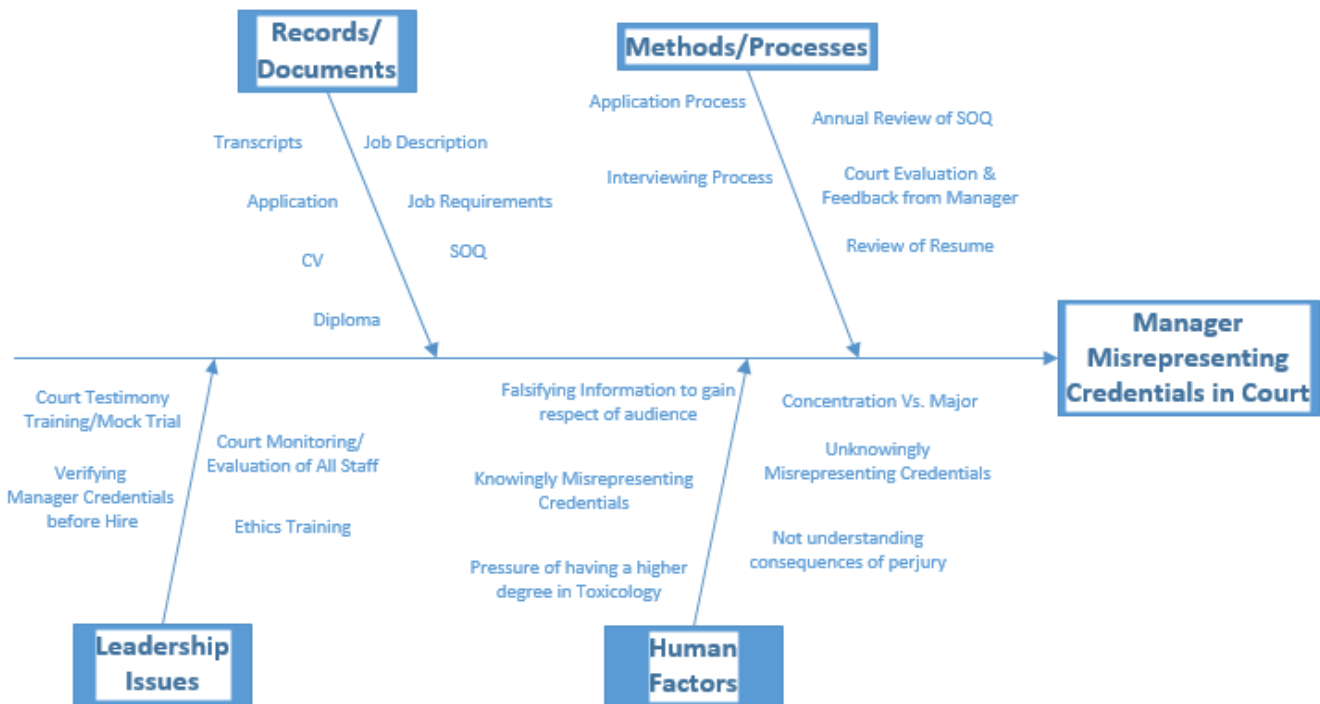 Records/
Documents
Methods/Processes
Application Process
Annual Review of SOQ
Transcripts
Job Description
Interviewing Process
Court Evaluation &
Feedback from Manager
Application
Job Requirements
Review of Resume
CV
SOQ
Diploma
Manager
Misrepresenting
Credentials in Court
Court Testimony
Training/Mock Trial
Court Monitoring/
Evaluation of All Staff
Verifying
Manager Credentials
before Hire
Ethics Training
Falsifying Information to gain
respect of audience
Concentration Vs. Major
Unknowingly
Misrepresenting Credentials
Knowingly Misrepresenting
Credentials
Not understanding
consequences of perjury
Pressure of having a higher
degree in Toxicology
Leadership
Issues
Human
Factors